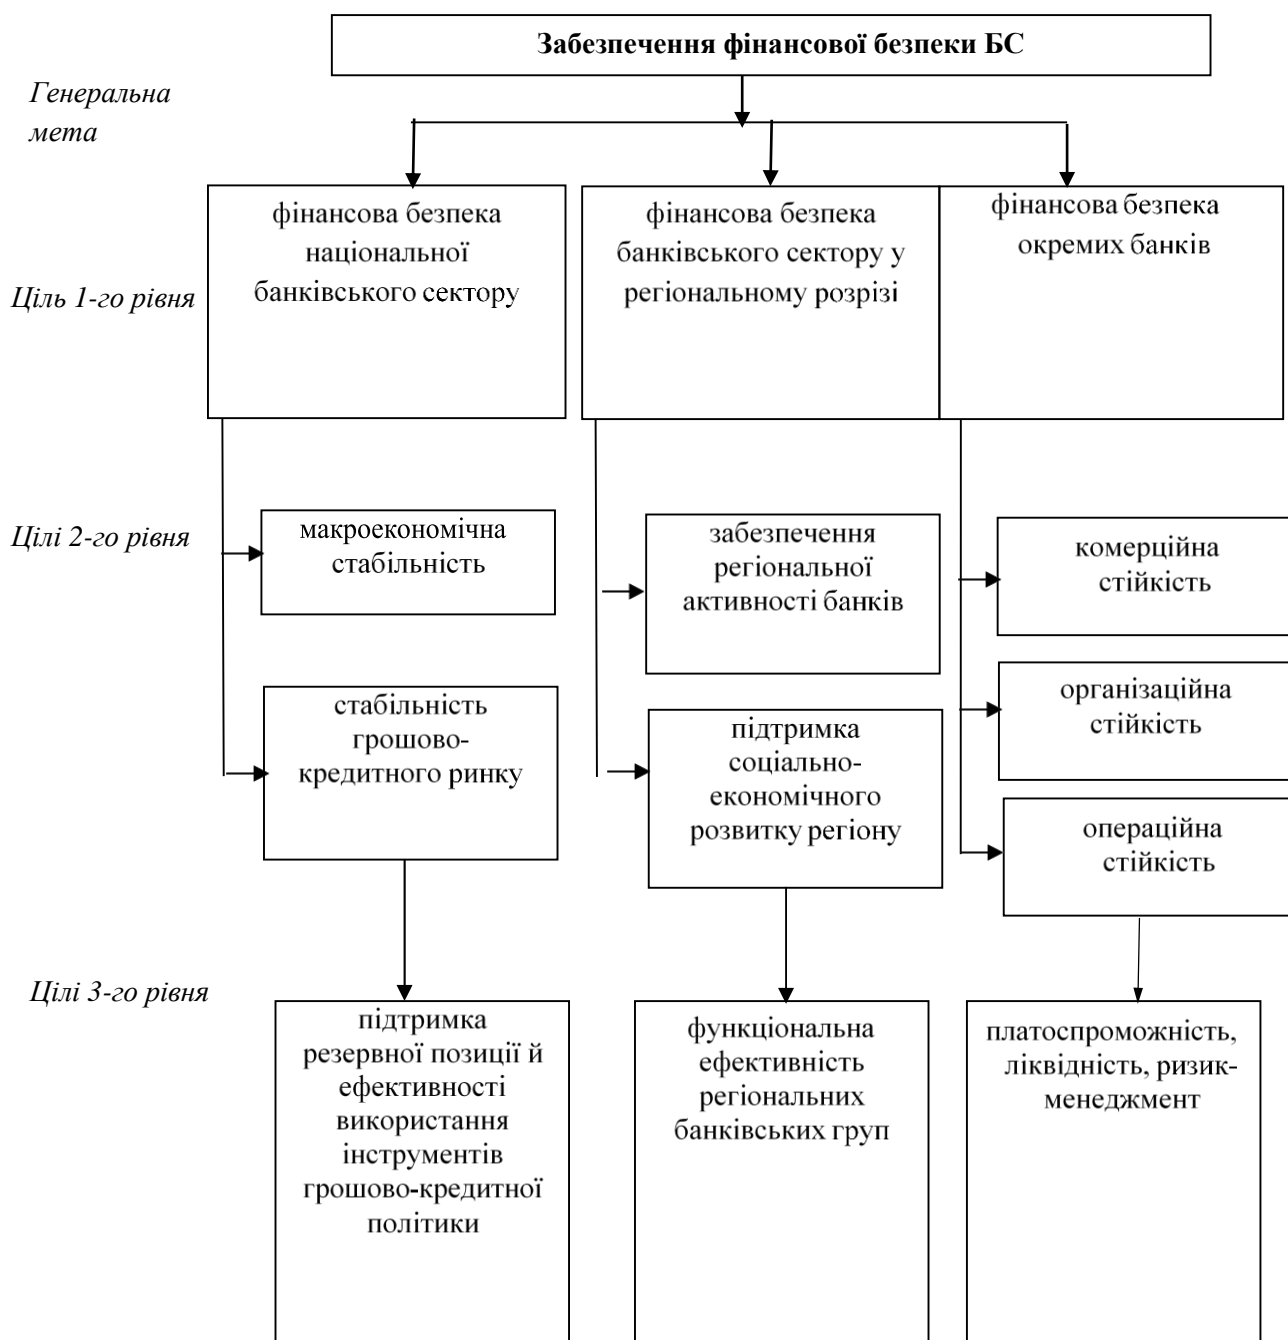 Забезпечення фінансової безпеки БС
Генеральна
мета
фінансова безпека
національної
банківського сектору
фінансова безпека
банківського сектору у
регіональному розрізі
фінансова безпека
окремих банків
Ціль 1-го рівня
Цілі 2-го рівня
макроекономічна
стабільність
забезпечення
регіональної
активності банків
комерційна
стійкість
стабільність
грошово-
кредитного ринку
підтримка
соціально-
економічного
розвитку регіону
організаційна
стійкість
операційна
стійкість
Цілі 3-го рівня
підтримка
резервної позиції й
ефективності
використання
інструментів
грошово-кредитної
політики
функціональна
ефективність
регіональних
банківських груп
платоспроможність,
ліквідність, ризик-
менеджмент